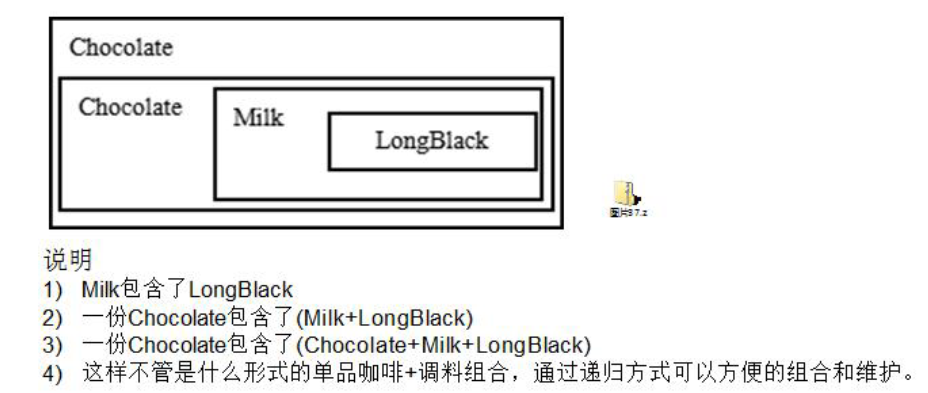 Chocolate
Chocolate
Milk
LongBlack
图片37.z
说明
1) Milk包含了LongBlack
2) 一份Chocolate包含了(Milk+LongBlack)
3) 一份Chocolate包含了(Chocolate+Milk+LongBlack)
4) 这样不管是什么形式的单品咖啡+调料组合，通过递归方式可以方便的组合和维护。